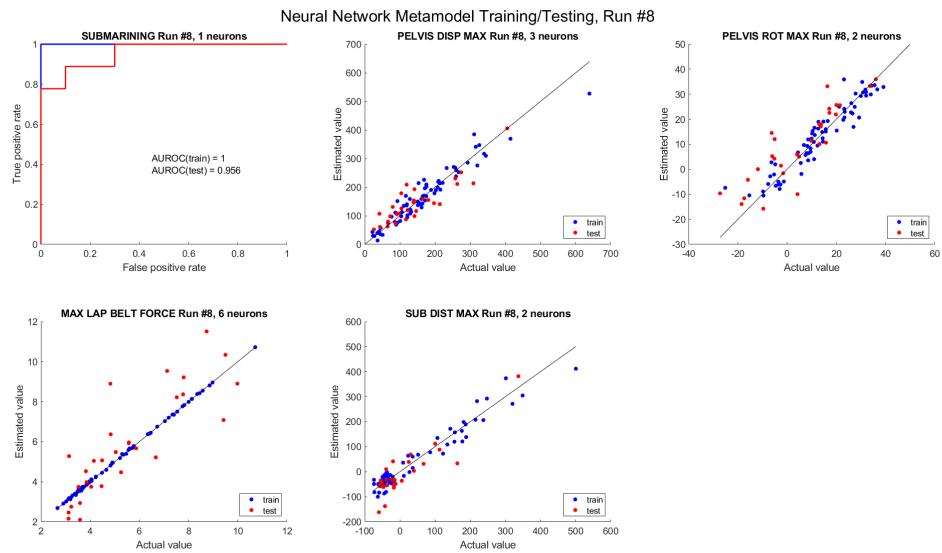 Neural Network Metamodel Training/Testing, Run #8
SUBMARINING Run #8, 1 neurons
True positive rate
1
0.8
0.6
0.4
0.2
0
AUROC(train) = 1
AUROC(test) = 0.956
0
0.2
0.4
0.6
0.8
1
False positive rate
PELVIS DISP MAX Run #8, 3 neurons
Estimated value
700
600
500
400
300
200
100
0
train
test
0
100
200
300
400
500
600
700
Actual value
PELVIS ROT MAX Run #8, 2 neurons
Estimated value
50
40
30
20
10
0
-10
-20
-30
train
test
-40
-20
0
20
40
60
Actual value
MAX LAP BELT FORCE Run #8, 6 neurons
Estimated value
12
10
8
6
4
2
train
test
2
4
6
8
10
12
Actual value
SUB DIST MAX Run #8, 2 neurons
Estimated value
600
500
400
300
200
100
0
-100
-200
train
test
-100
0
100
200
300
400
500
600
Actual value